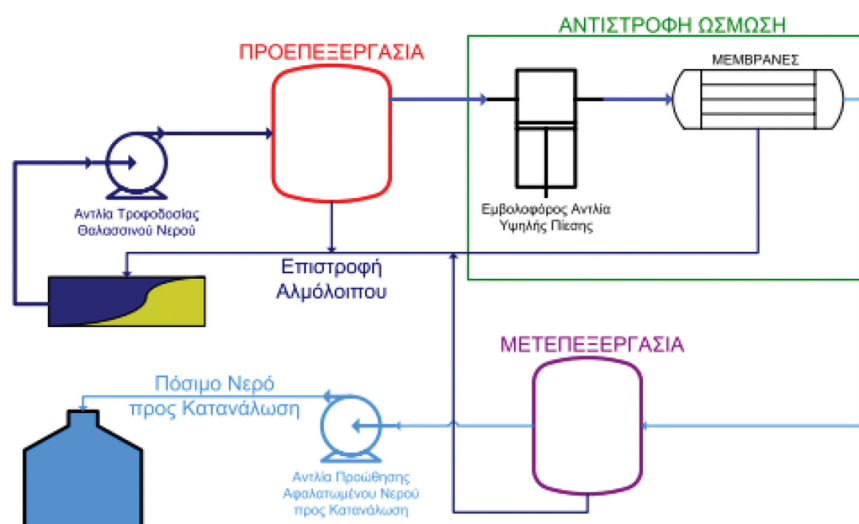 ΑΝΤΙΣΤΡΟΦΗ ΩΣΜΩΣΗ
ΠΡΟΕΠΕΞΕΡΓΑΣΙΑ
ΜΕΜΒΡΑΝΕΣ
Αντλία Τροφοδοσίας
Θαλασσινού Νερού
Εμβολοφόρος Αντλία
Υψηλής Πίεσης
Επιστροφή
Αλμόλοιπου
ΜΕΤΕΠΕΞΕΡΓΑΣΙΑ
Πόσιμο Νερό
προς Κατανάλωση
Αντλία Προώθησης
Αφαλατωμένου Νερού
προς Κατανάλωση